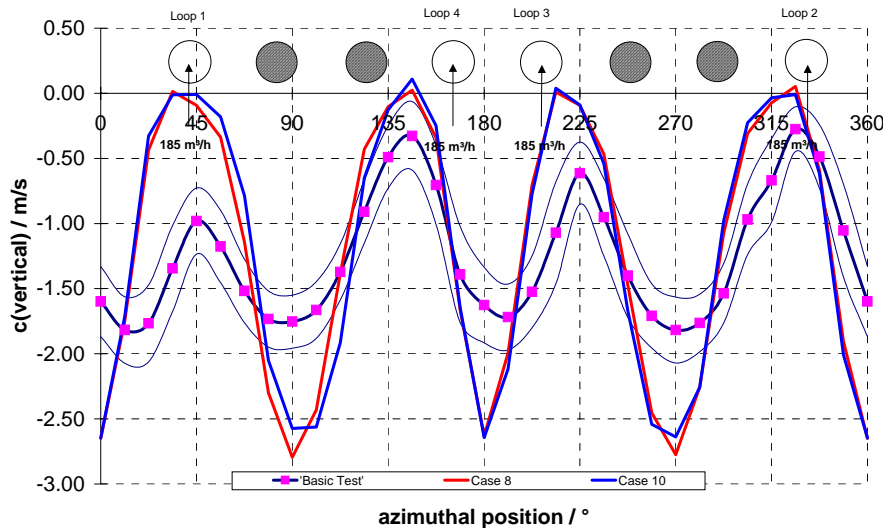 Loop 1
Loop 4
Loop 3
Loop 2
0.50
0.00
-0.50
-1.00
-1.50
-2.00
-2.50
-3.00
0
45
90
135
180
225
270
315
360
185 m³/h
185 m³/h
185 m³/h
185 m³/h
c(vertical) / m/s
'Basic Test'
Case 8
Case 10
azimuthal position / °